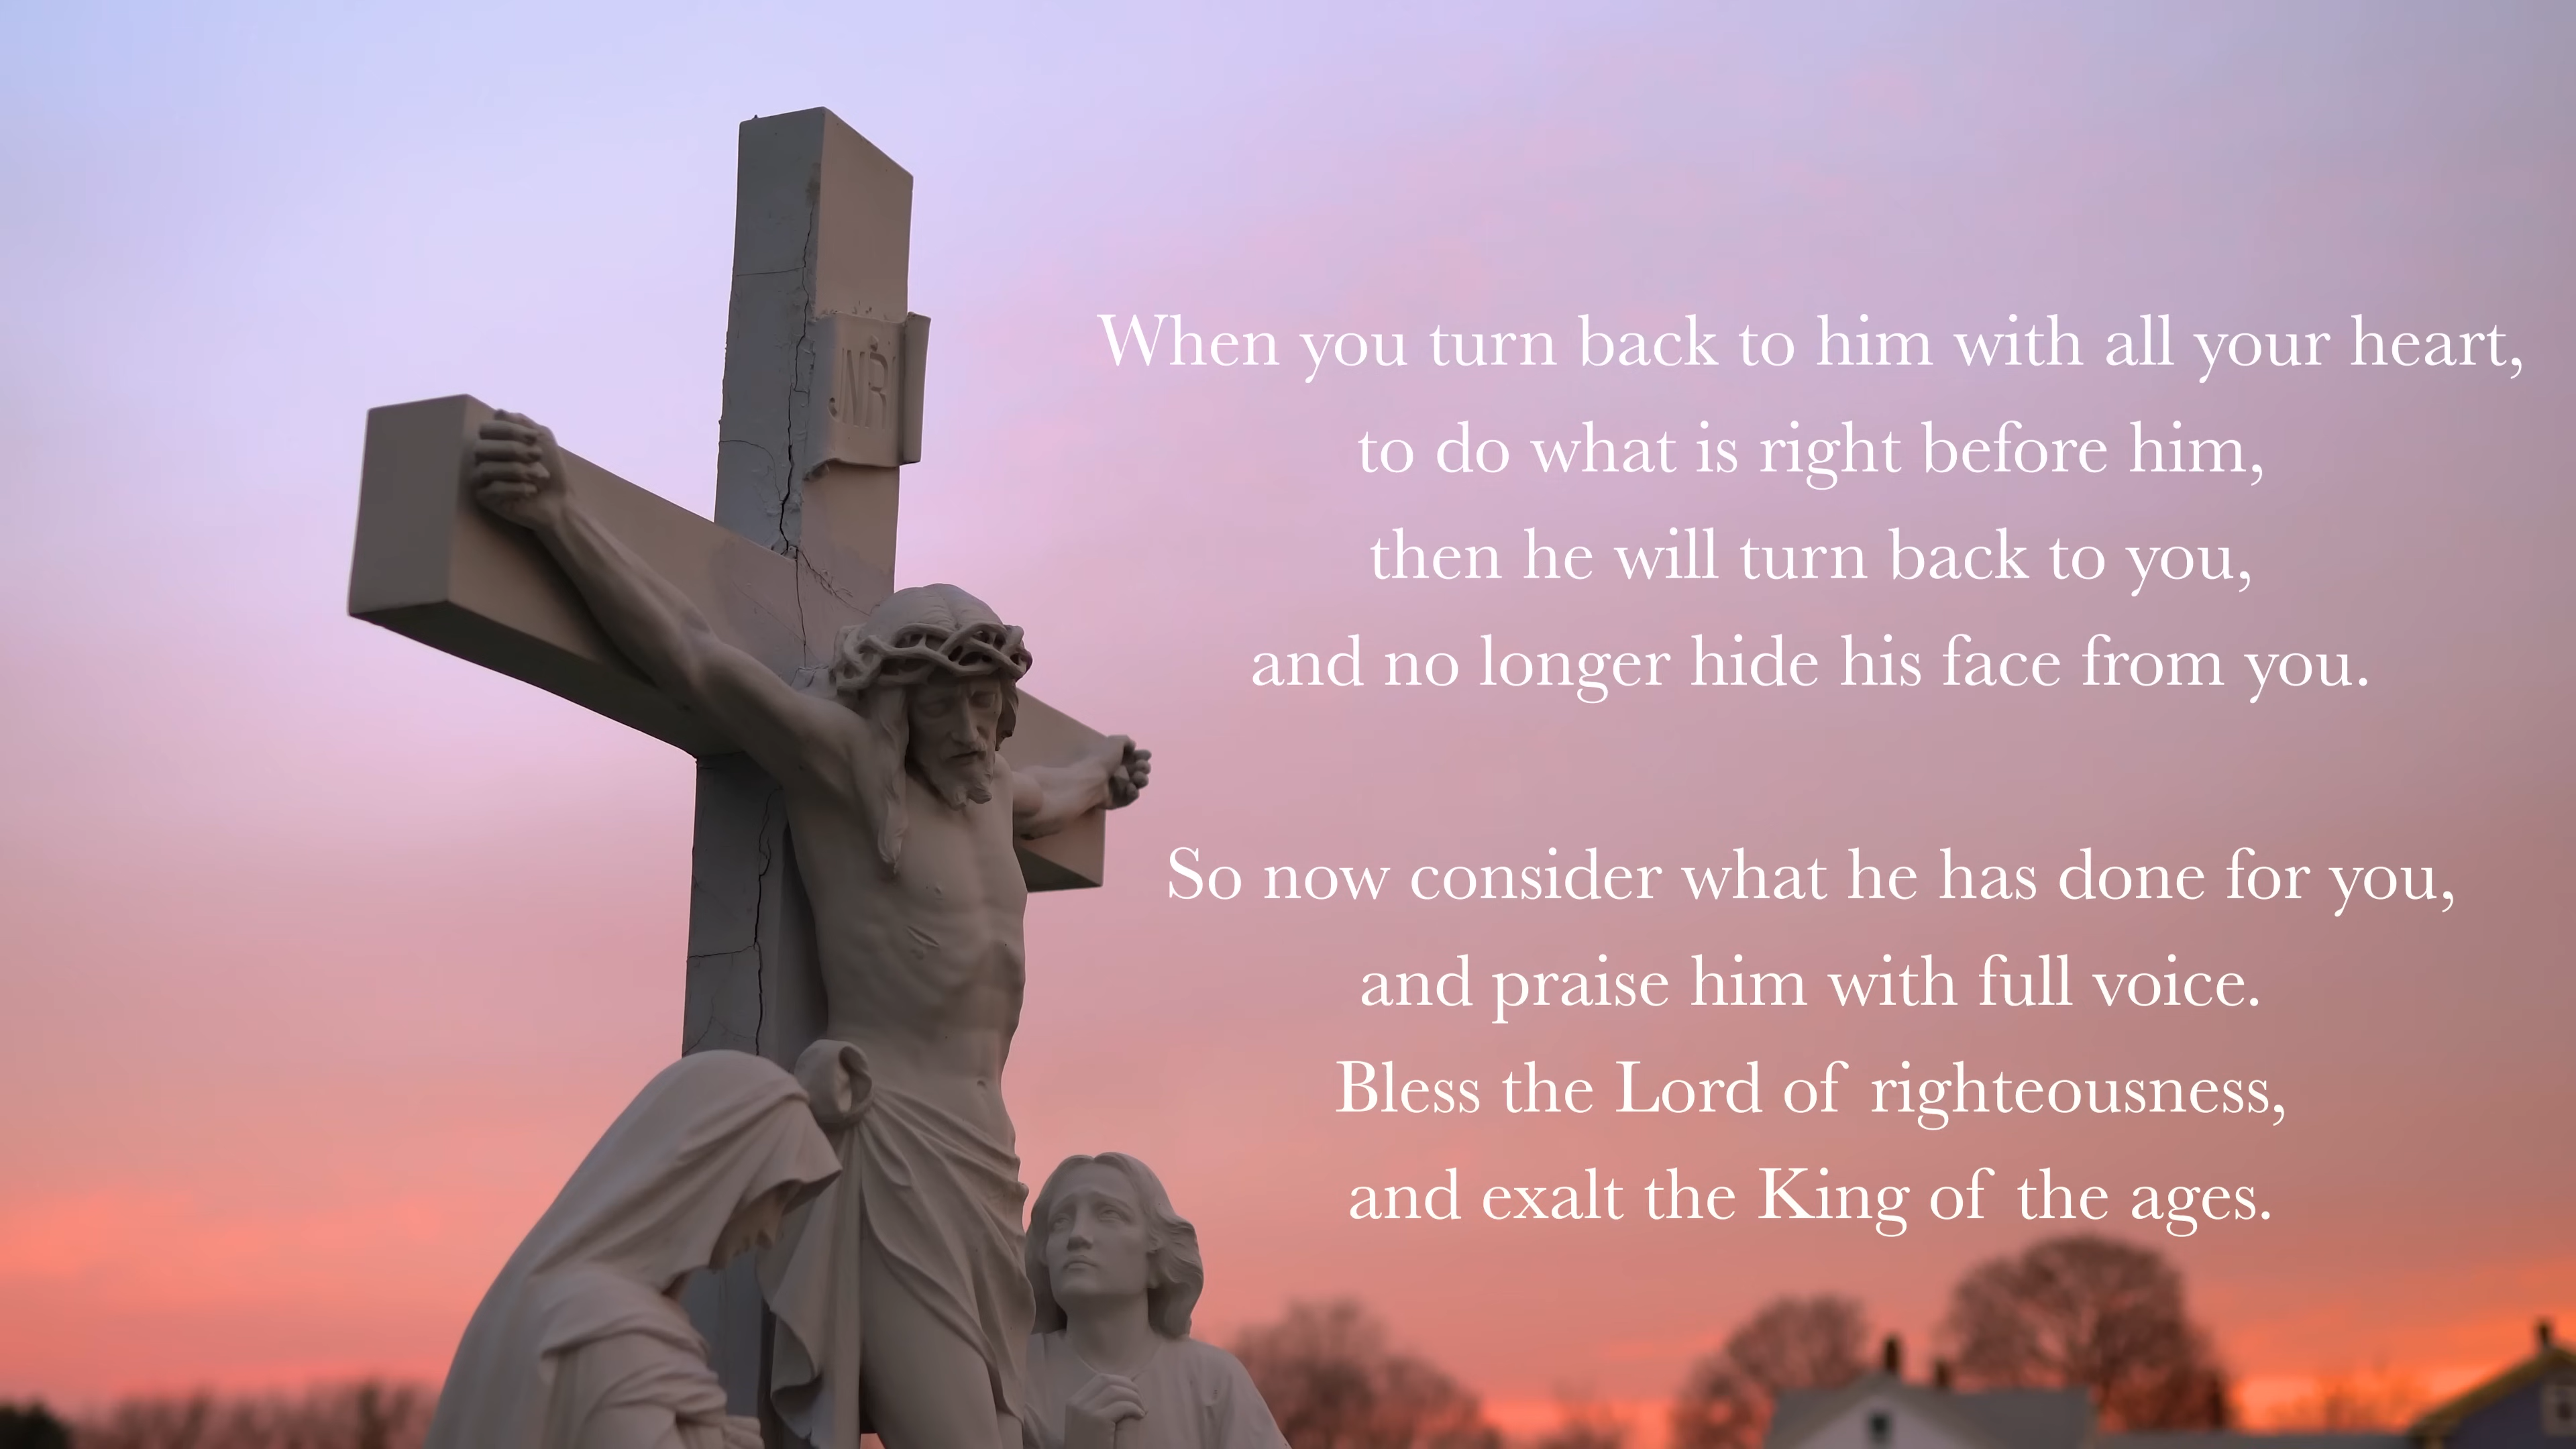 JNRI
When you turn back to him with all your heart,
to do what is right before him,
then he will turn back to you,
and no longer hide his face from you.
So now consider what he has done for you,
and praise him with full voice.
Bless the Lord of righteousness,
and exalt the King of the ages.